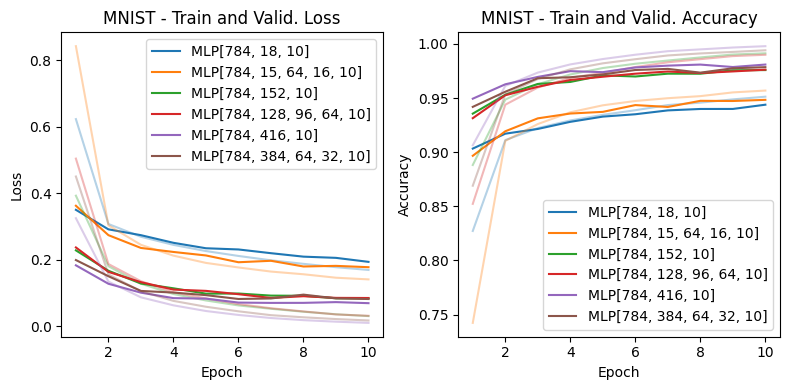 MNIST - Train and Valid. Loss
Loss
0.8
0.6
0.4
0.2
0.0
MLP[784, 18, 10]
MLP[784, 15, 64, 16, 10]
MLP[784, 152, 10]
MLP[784, 128, 96, 64, 10]
MLP[784, 416, 10]
MLP[784, 384, 64, 32, 10]
2 4 6 8 10
Epoch
MNIST - Train and Valid. Accuracy
Accuracy
1.00
0.95
0.90
0.85
0.80
0.75
MLP[784, 18, 10]
MLP[784, 15, 64, 16, 10]
MLP[784, 152, 10]
MLP[784, 128, 96, 64, 10]
MLP[784, 416, 10]
MLP[784, 384, 64, 32, 10]
2 4 6 8 10
Epoch